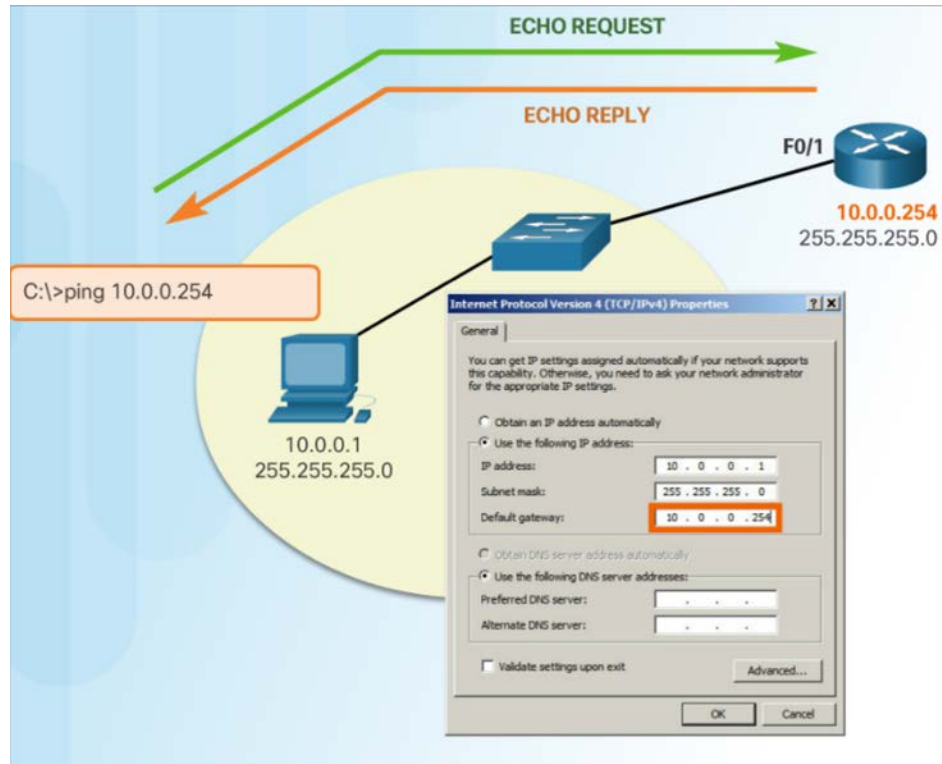 ECHO REQUEST
ECHO REPLY
F0/1
10.0.0.254
255.255.255.0
C:\>ping 10.0.0.254
10.0.0.1
255.255.255.0
Internet Protocol Version 4 (TCP/IPv4) Properties
General
You can get IP settings assigned automatically if your network supports
this capability. Otherwise, you need to ask your network administrator
for the appropriate IP settings.
Obtain an IP address automatically
Use the following IP address:
IP address: 10 . 0 . 0 . 1
Subnet mask: 255 . 255 . 255 . 0
Default gateway: 10 . 0 . 0 . 254
Obtain DNS server address automatically
Use the following DNS server addresses:
Preferred DNS server: . . .
Alternate DNS server: . . .
Validate settings upon exit
Advanced...
OK Cancel